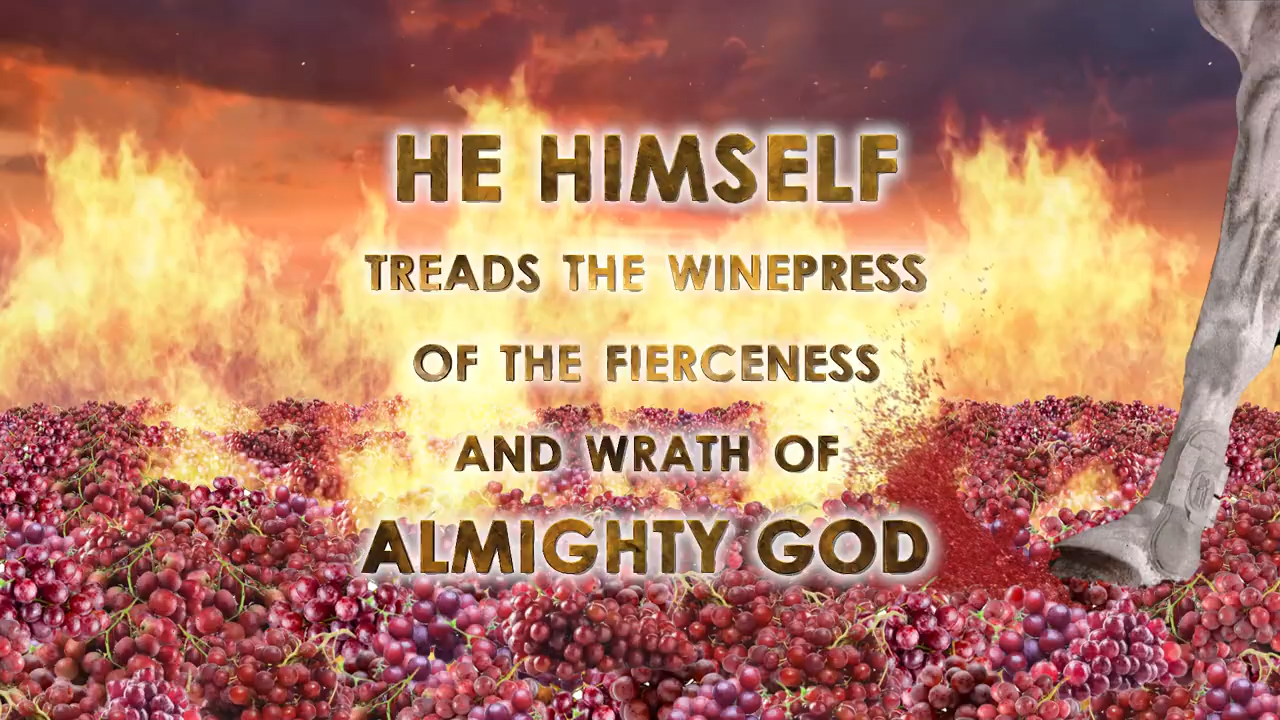 HE HIMSELF
TREADS THE WINEPRESS
OF THE FIERCENESS
AND WRATH OF
ALMIGHTY GOD